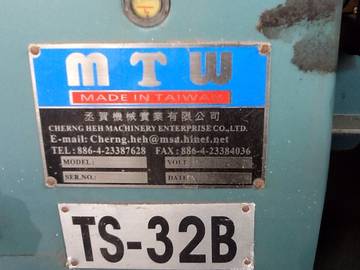 MTW
MADE IN TAIWAN
丞賀機械實業有限公司
CHERNG HEH MACHINERY ENTERPRISE CO.,LTD.
E-mail: Cherng.heh@msa.hinet.net
TEL:886-4-23387628 FAX:886-4-23384036
MODEL: VOLT
SER.NO.: DATE
TS-32B